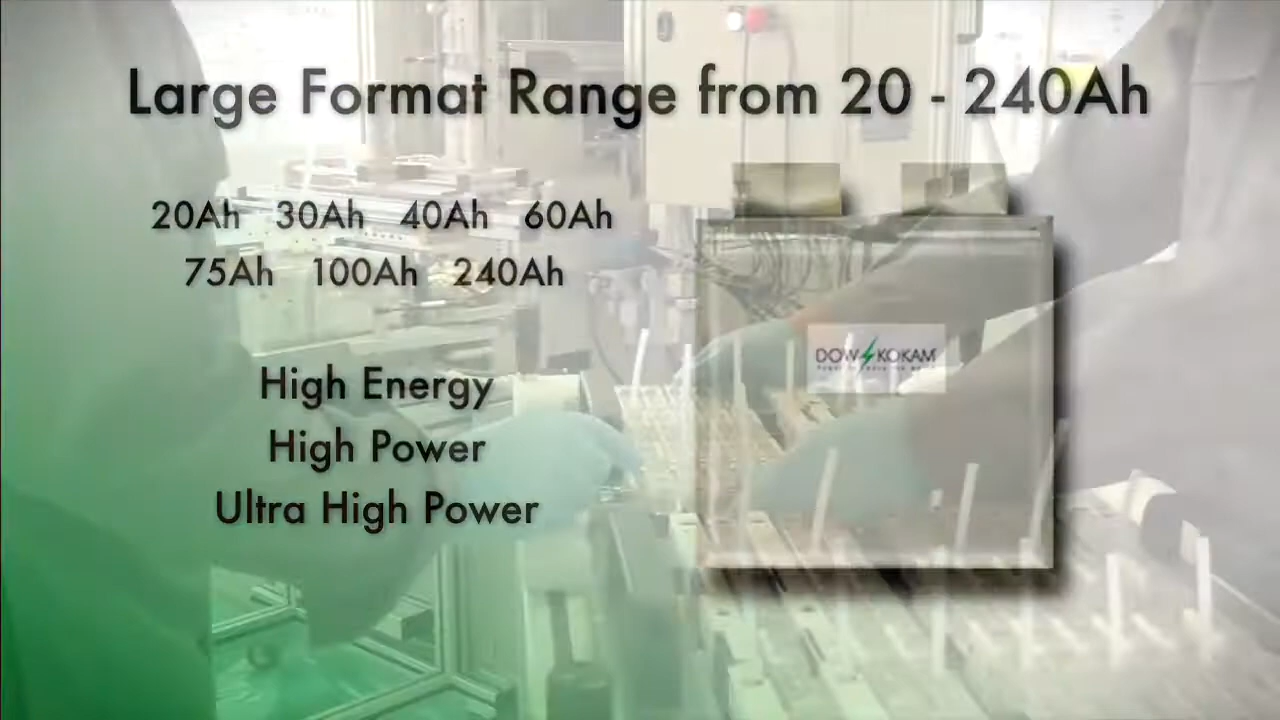 Large Format Range from 20 - 240Ah
20Ah 30Ah 40Ah 60Ah
75Ah 100Ah 240Ah
DOW KOKAM
High Energy
High Power
Ultra High Power